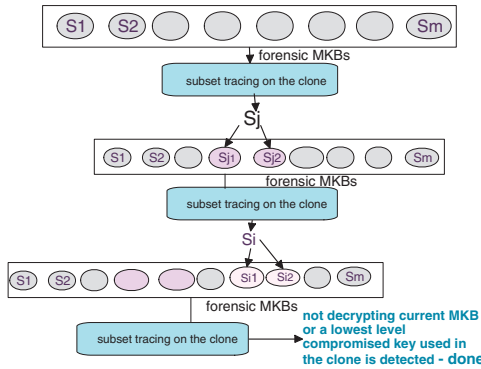 S1 S2 Sm
forensic MKBs
subset tracing on the clone
Sj
S1 S2 Sj1 Sj2 Sm
forensic MKBs
subset tracing on the clone
Si
S1 S2 Si1 Si2 Sm
forensic MKBs
not decrypting current MKB
or a lowest level
compromised key used in
the clone is detected - done
subset tracing on the clone